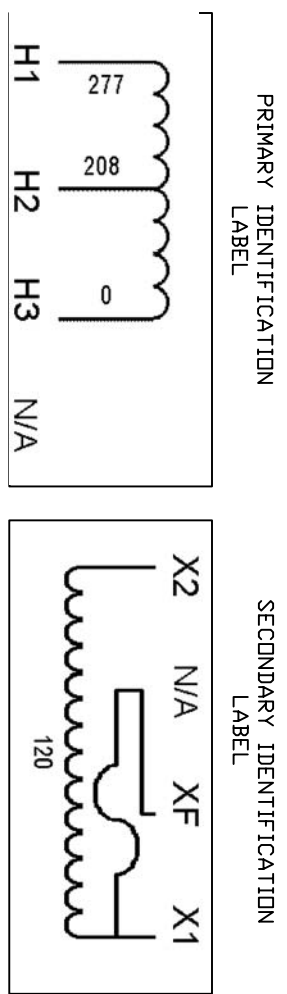 PRIMARY IDENTIFICATION
LABEL
H1
277
208
H2
0
H3
N/A
SECONDARY IDENTIFICATION
LABEL
X2
N/A
XF
X1
120